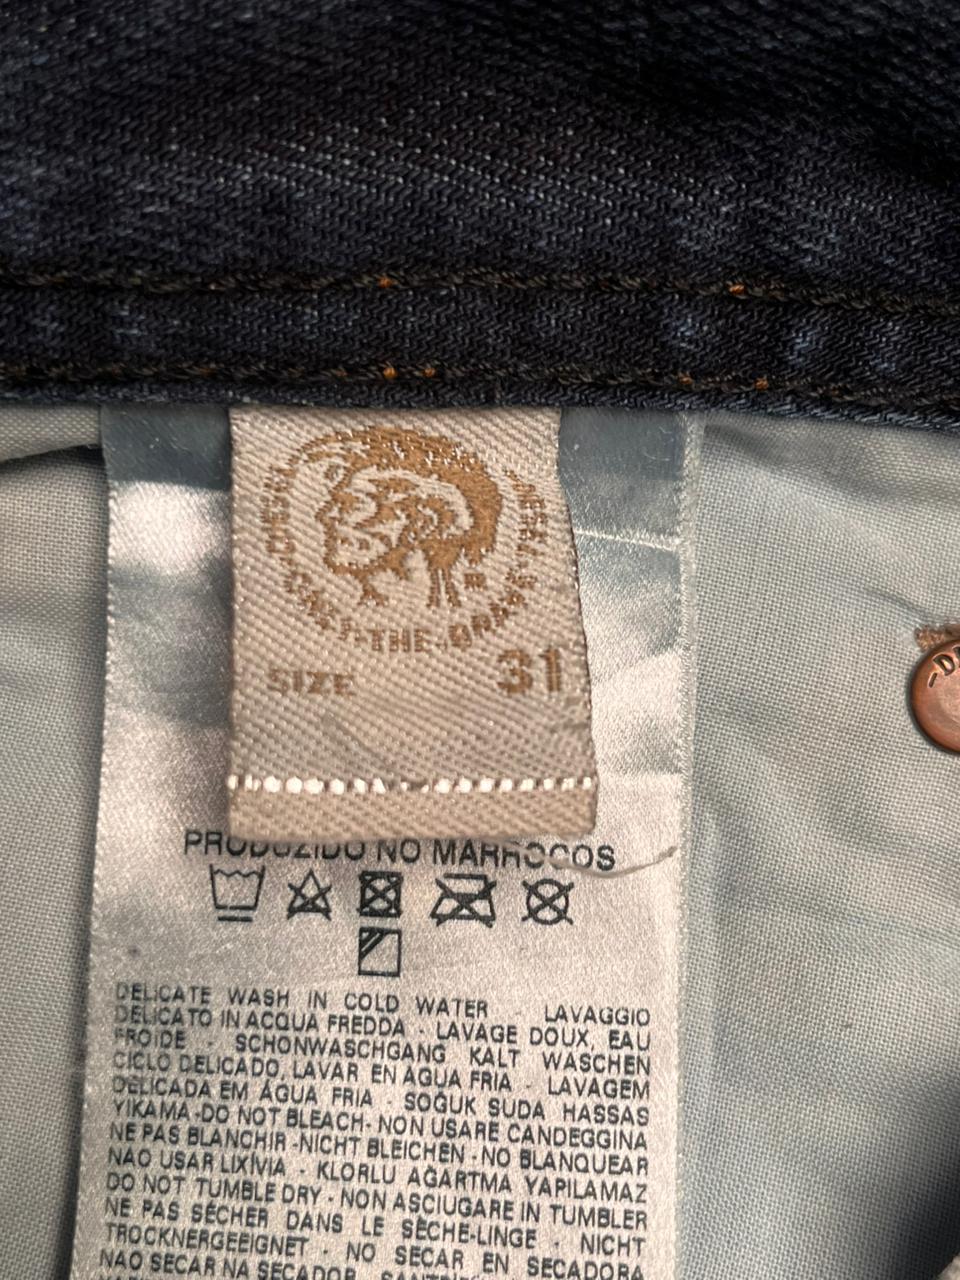 DIESEL
THE
SIZE 31
PRODUZIDO NO MARROCOS
DELICATE WASH IN COLD WATER - LAVAGGIO
DELICATO IN ACQUA FREDDA - LAVAGE DOUX, EAU
FROIDE - SCHONWASCHGANG KALT WASCHEN
CICLO DELICADO, LAVAR EN AGUA FRIA - LAVAGEM
DELICADA EM ÁGUA FRIA - SOĞUK SUDA HASSAS
YIKAMA -DO NOT BLEACH- NON USARE CANDEGGINA
NE PAS BLANCHIR -NICHT BLEICHEN - NO BLANQUEAR
NAO USAR LIXÍVIA - KLORLU AĞARTMA YAPILAMAZ
DO NOT TUMBLE DRY - NON ASCIUGARE IN TUMBLER
NE PAS SÉCHER DANS LE SÈCHE-LINGE - NICHT
TROCKNERGEEIGNET - NO SECAR EN SECADORA
NAO SECAR NA SECADOR